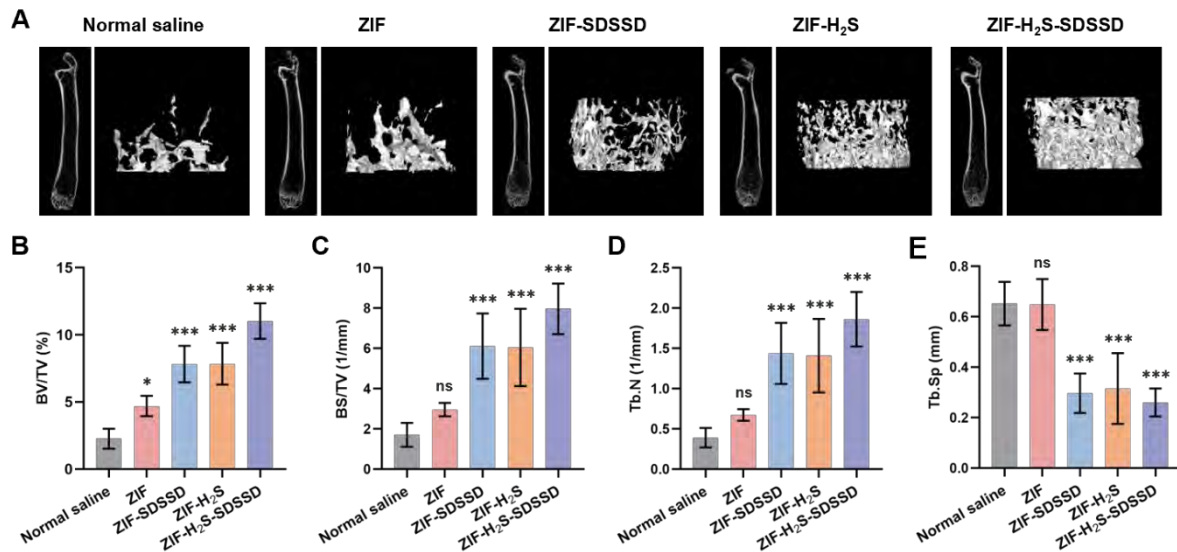 A
Normal saline
ZIF
ZIF-SDSSD
ZIF-H₂S
ZIF-H₂S-SDSSD
B
BV/TV (%)
15
10
5
0
*
***
***
***
Normal saline
ZIF
ZIF-SDSSD
ZIF-H₂S
ZIF-H₂S-SDSSD
C
BS/TV (1/mm)
10
8
6
4
2
0
ns
***
***
***
Normal saline
ZIF
ZIF-SDSSD
ZIF-H₂S
ZIF-H₂S-SDSSD
D
Tb.N (1/mm)
2.5
2.0
1.5
1.0
0.5
0.0
ns
***
***
***
Normal saline
ZIF
ZIF-SDSSD
ZIF-H₂S
ZIF-H₂S-SDSSD
E
Tb.Sp (mm)
0.8
0.6
0.4
0.2
0.0
ns
***
***
***
Normal saline
ZIF
ZIF-SDSSD
ZIF-H₂S
ZIF-H₂S-SDSSD